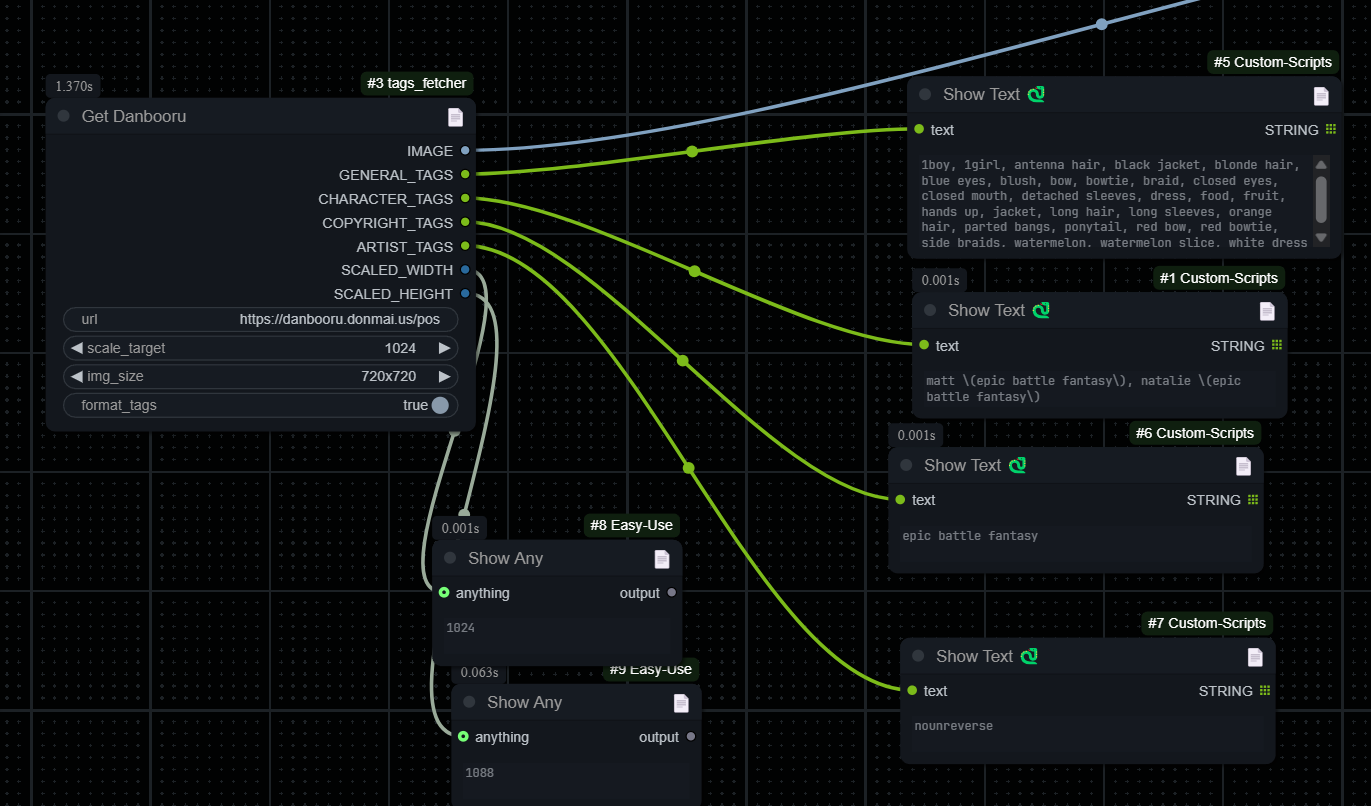 1.370s
#3 tags_fetcher
Get Danbooru
IMAGE
GENERAL_TAGS
CHARACTER_TAGS
COPYRIGHT_TAGS
ARTIST_TAGS
SCALED_WIDTH
SCALED_HEIGHT
url https://danbooru.donmai.us/pos
scale_target 1024
img_size 720x720
format_tags true
#5 Custom-Scripts
Show Text
text STRING
1boy, 1girl, antenna hair, black jacket, blonde hair,
blue eyes, blush, bow, bowtie, braid, closed eyes,
closed mouth, detached sleeves, dress, food, fruit,
hands up, jacket, long hair, long sleeves, orange
hair, parted bangs, ponytail, red bow, red bowtie,
side braids, watermelon, watermelon slice, white dress
0.001s
#1 Custom-Scripts
Show Text
text STRING
matt \(epic battle fantasy\), natalie \(epic
battle fantasy\)
0.001s
#6 Custom-Scripts
Show Text
text STRING
epic battle fantasy
#7 Custom-Scripts
Show Text
text STRING
nounreverse
0.001s
#8 Easy-Use
Show Any
anything output
1024
0.063s
#9 Easy-Use
Show Any
anything output
1088